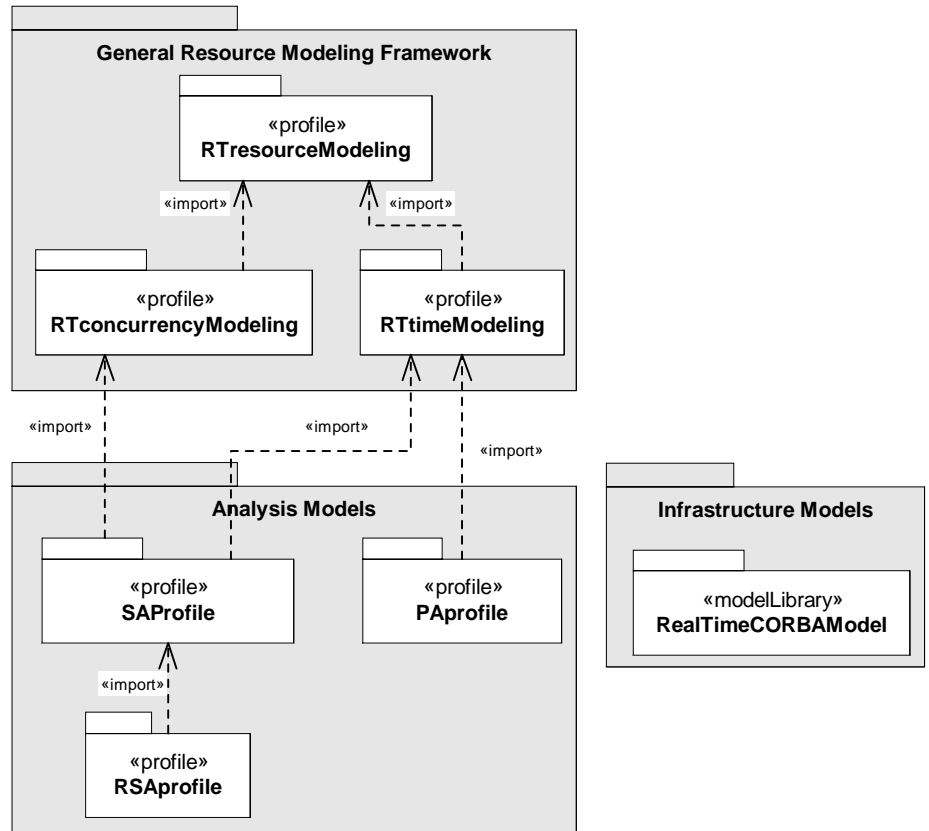 General Resource Modeling Framework
«profile»
RTresourceModeling
«import»
«import»
«profile»
RTconcurrencyModeling
«profile»
RTtimeModeling
«import»
«import»
«import»
Analysis Models
«profile»
SAProfile
«profile»
PAprofile
«import»
«profile»
RSAprofile
Infrastructure Models
«modelLibrary»
RealTimeCORBAModel